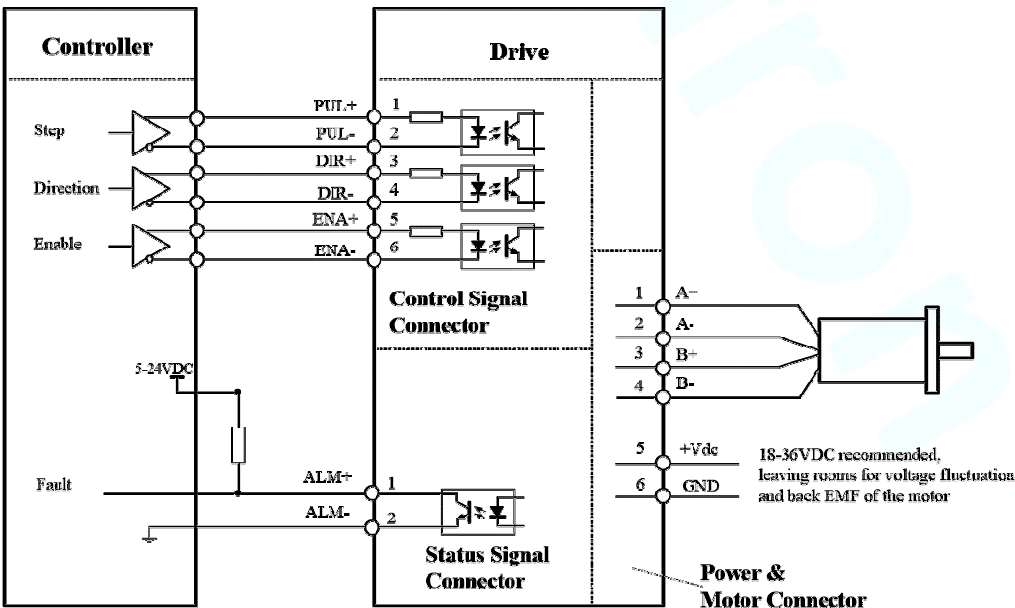 Controller
Drive
Step
Direction
Enable
PUL+
1
PUL-
2
DIR+
3
DIR-
4
ENA+
5
ENA-
6
Control Signal
Connector
1
A+
2
A-
3
B+
4
B-
5-24VDC
5
+Vdc
6
GND
18-36VDC recommended,
leaving rooms for voltage fluctuation
and back EMF of the motor
Fault
ALM+
1
ALM-
2
Status Signal
Connector
Power &
Motor Connector